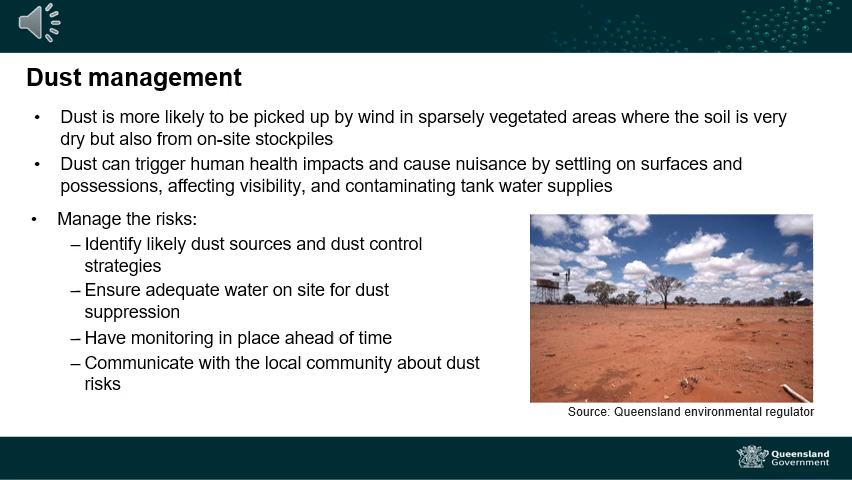 Dust management
• Dust is more likely to be picked up by wind in sparsely vegetated areas where the soil is very
dry but also from on-site stockpiles
• Dust can trigger human health impacts and cause nuisance by settling on surfaces and
possessions, affecting visibility, and contaminating tank water supplies
• Manage the risks:
– Identify likely dust sources and dust control
strategies
– Ensure adequate water on site for dust
suppression
– Have monitoring in place ahead of time
– Communicate with the local community about dust
risks
Source: Queensland environmental regulator
Queensland
Government